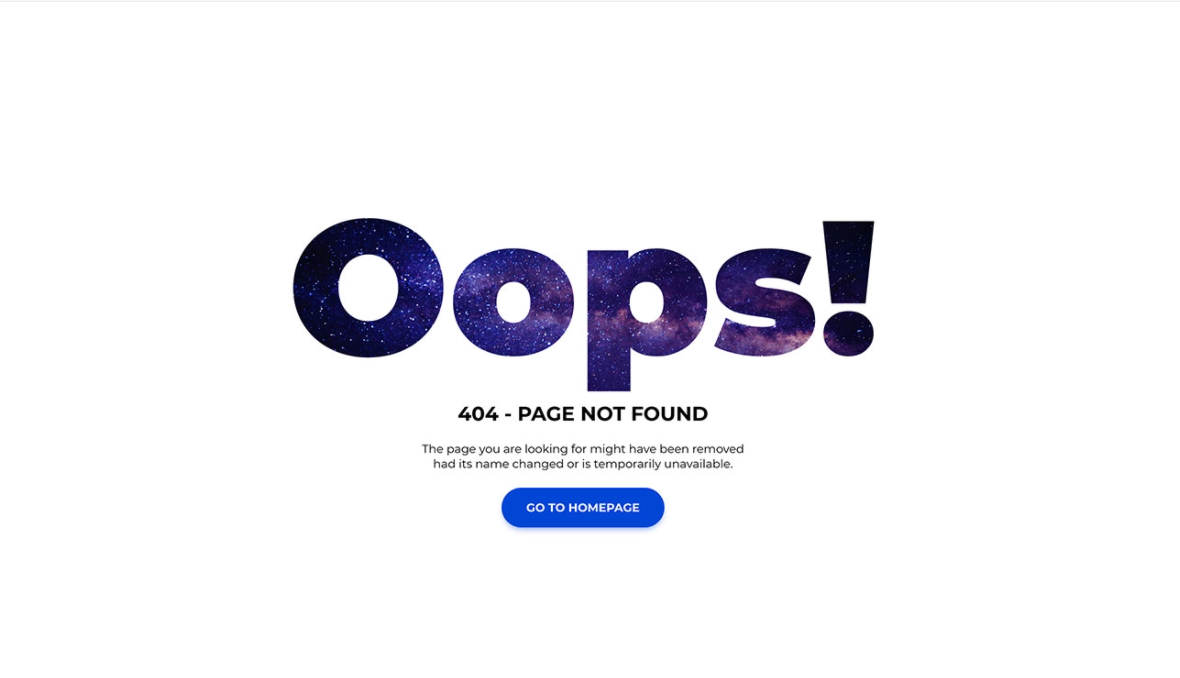 Oops!
404 - PAGE NOT FOUND
The page you are looking for might have been removed
had its name changed or is temporarily unavailable.
GO TO HOMEPAGE